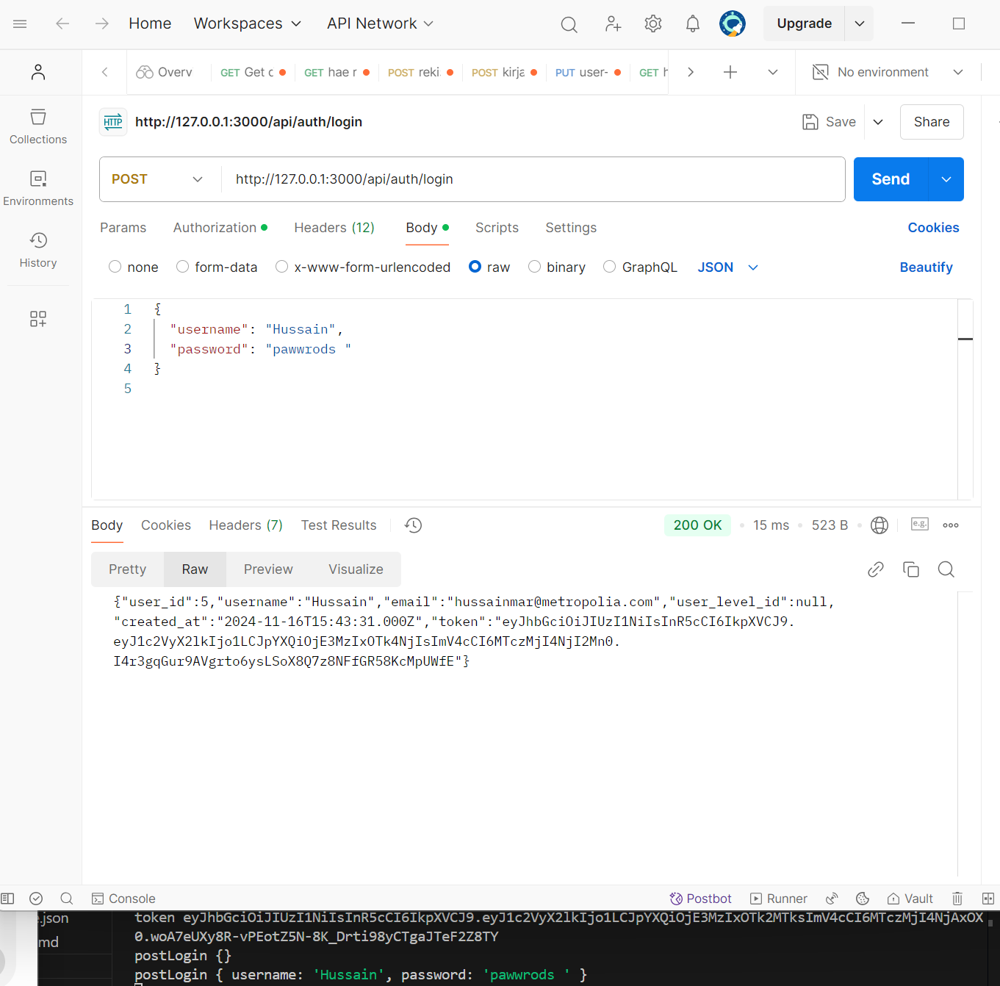 Home Workspaces API Network Upgrade
Overv GET Get c POST GET hae r POST reki. POST kirja PUT user- GET h No environment
HTTP http://127.0.0.1:3000/api/auth/login Save Share
Collections
POST http://127.0.0.1:3000/api/auth/login Send
Environments
Params Authorization Headers (12) Body Scripts Settings Cookies
History
none form-data x-www-form-urlencoded raw binary GraphQL JSON Beautify
1 {
2 "username": "Hussain",
3 "password": "pawwrods "
4 }
5
Body Cookies Headers (7) Test Results 200 OK 15 ms 523 B e.g.
Pretty Raw Preview Visualize
{"user_id":5,"username":"Hussain","email":"hussainmar@metropolia.com","user_level_id":null,
"created_at":"2024-11-16T15:43:31.000Z","token":"eyJhbGciOiJIUzI1NiIsInR5cCI6IkpXVCJ9.
eyJ1c2VyX2lkIjo1LCJpYXQiOjE3MzIxOTk4NjIsImV4cCI6MTczMjI4NjI2Mn0.
I4r3gqGur9AVgrto6ysLSoX8Q7z8NFfGR58KcMpUWfE"}
Console Postbot Runner Vault
.json
token eyJhbGciOiJIUzI1NiIsInR5cCI6IkpXVCJ9.eyJ1c2VyX2lkIjo1LCJpYXQiOjE3MzIxOTk2MTksImV4cCI6MTczMjI4NjAxOX
0.woA7eUXy8R-vPEotZ5N-8K_Drti98yCTgaJTeF2Z8TY
md
postLogin {}
postLogin { username: 'Hussain', password: 'pawwrods ' }